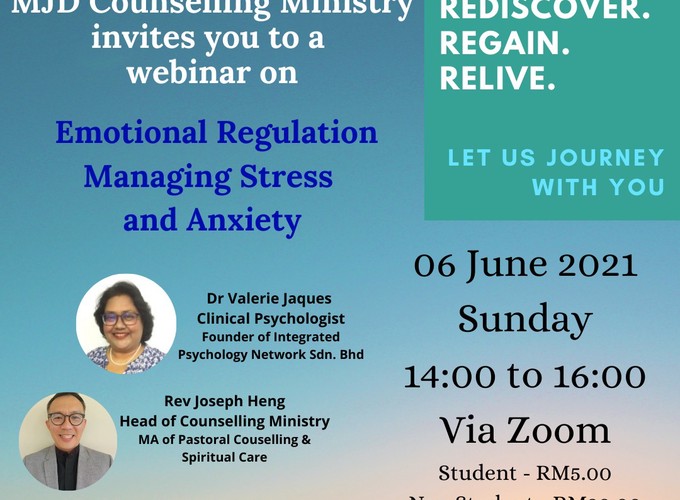 MJD Counselling Ministry
invites you to a
webinar on
Emotional Regulation
Managing Stress
and Anxiety
Dr Valerie Jaques
Clinical Psychologist
Founder of Integrated
Psychology Network Sdn. Bhd
Rev Joseph Heng
Head of Counselling Ministry
MA of Pastoral Couselling &
Spiritual Care
REDISCOVER.
REGAIN.
RELIVE.
LET US JOURNEY
WITH YOU
06 June 2021
Sunday
14:00 to 16:00
Via Zoom
Student - RM5.00